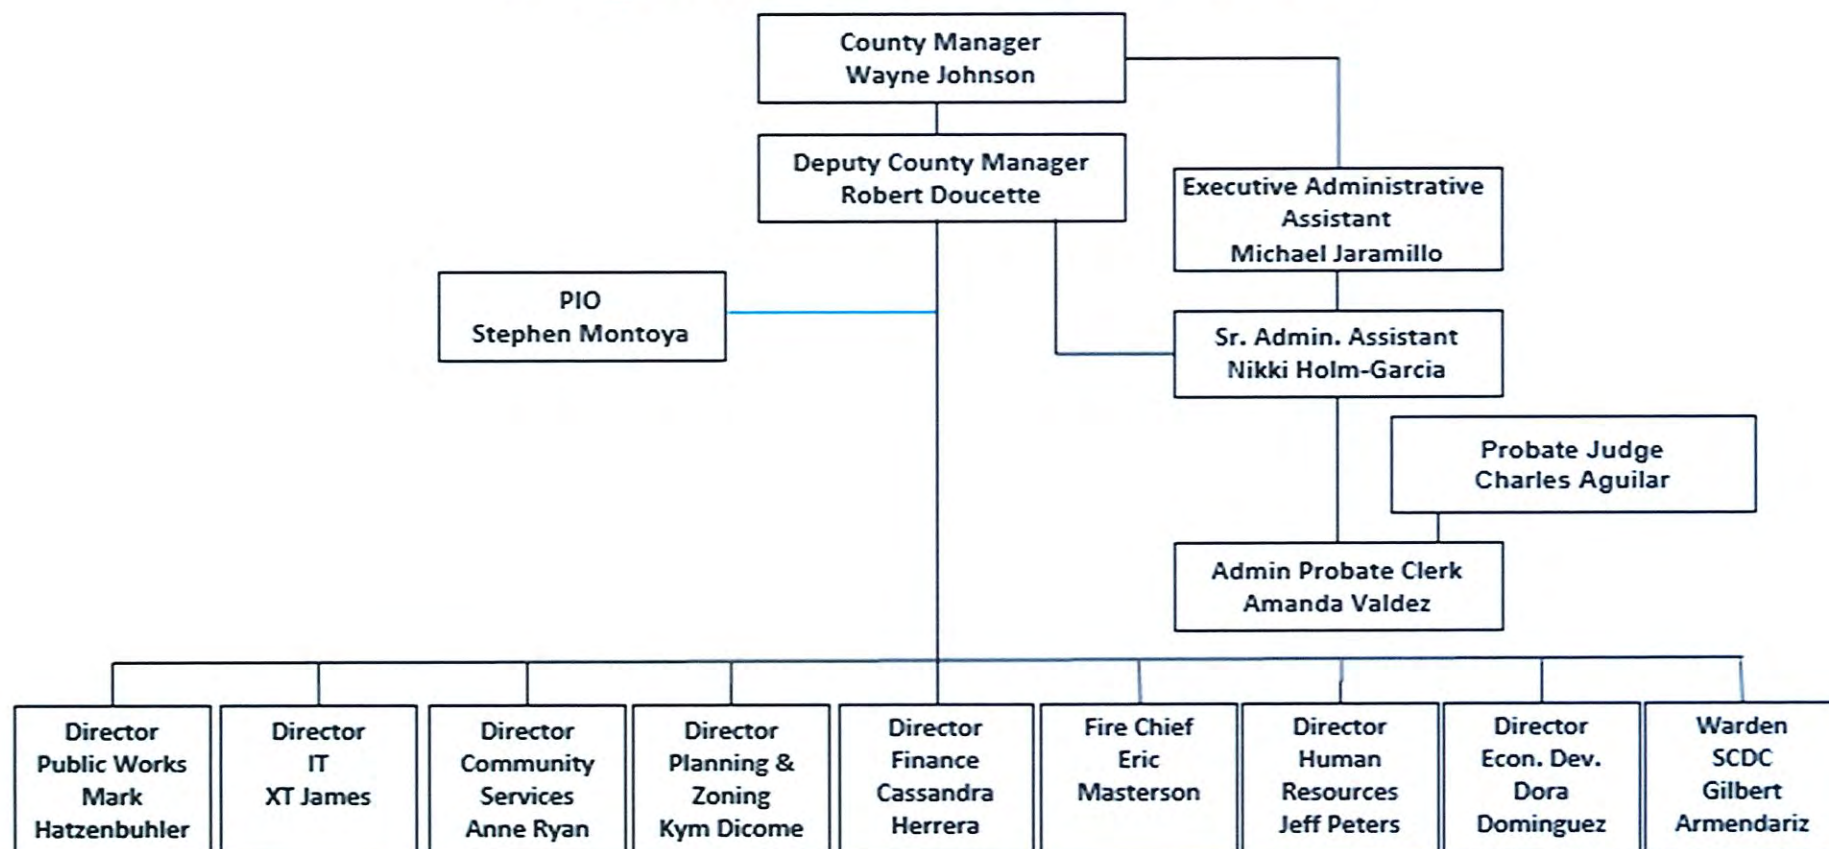 County Manager
Wayne Johnson
Deputy County Manager
Robert Doucette
Executive Administrative
Assistant
Michael Jaramillo
PIO
Stephen Montoya
Sr. Admin. Assistant
Nikki Holm-Garcia
Probate Judge
Charles Aguilar
Admin Probate Clerk
Amanda Valdez
Director
Public Works
Mark
Hatzenbuhler
Director
IT
XT James
Director
Community
Services
Anne Ryan
Director
Planning &
Zoning
Kym Dicome
Director
Finance
Cassandra
Herrera
Fire Chief
Eric
Masterson
Director
Human
Resources
Jeff Peters
Director
Econ. Dev.
Dora
Dominguez
Warden
SCDC
Gilbert
Armendariz